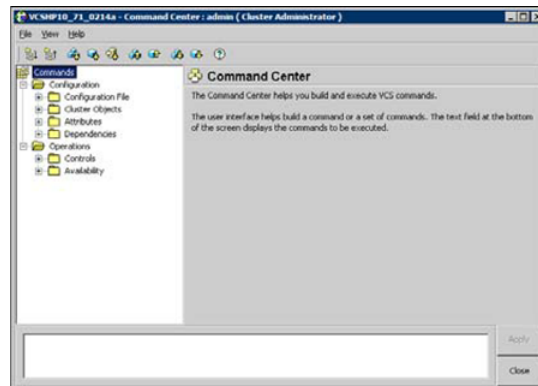 VCSHP10_71_0214a - Command Center : admin ( Cluster Administrator )
File View Help
Commands
Configuration
Configuration File
Cluster Objects
Attributes
Dependencies
Operations
Controls
Availability
Command Center
The Command Center helps you build and execute VCS commands.
The user interface helps build a command or a set of commands. The text field at the bottom
of the screen displays the commands to be executed.
Apply
Close